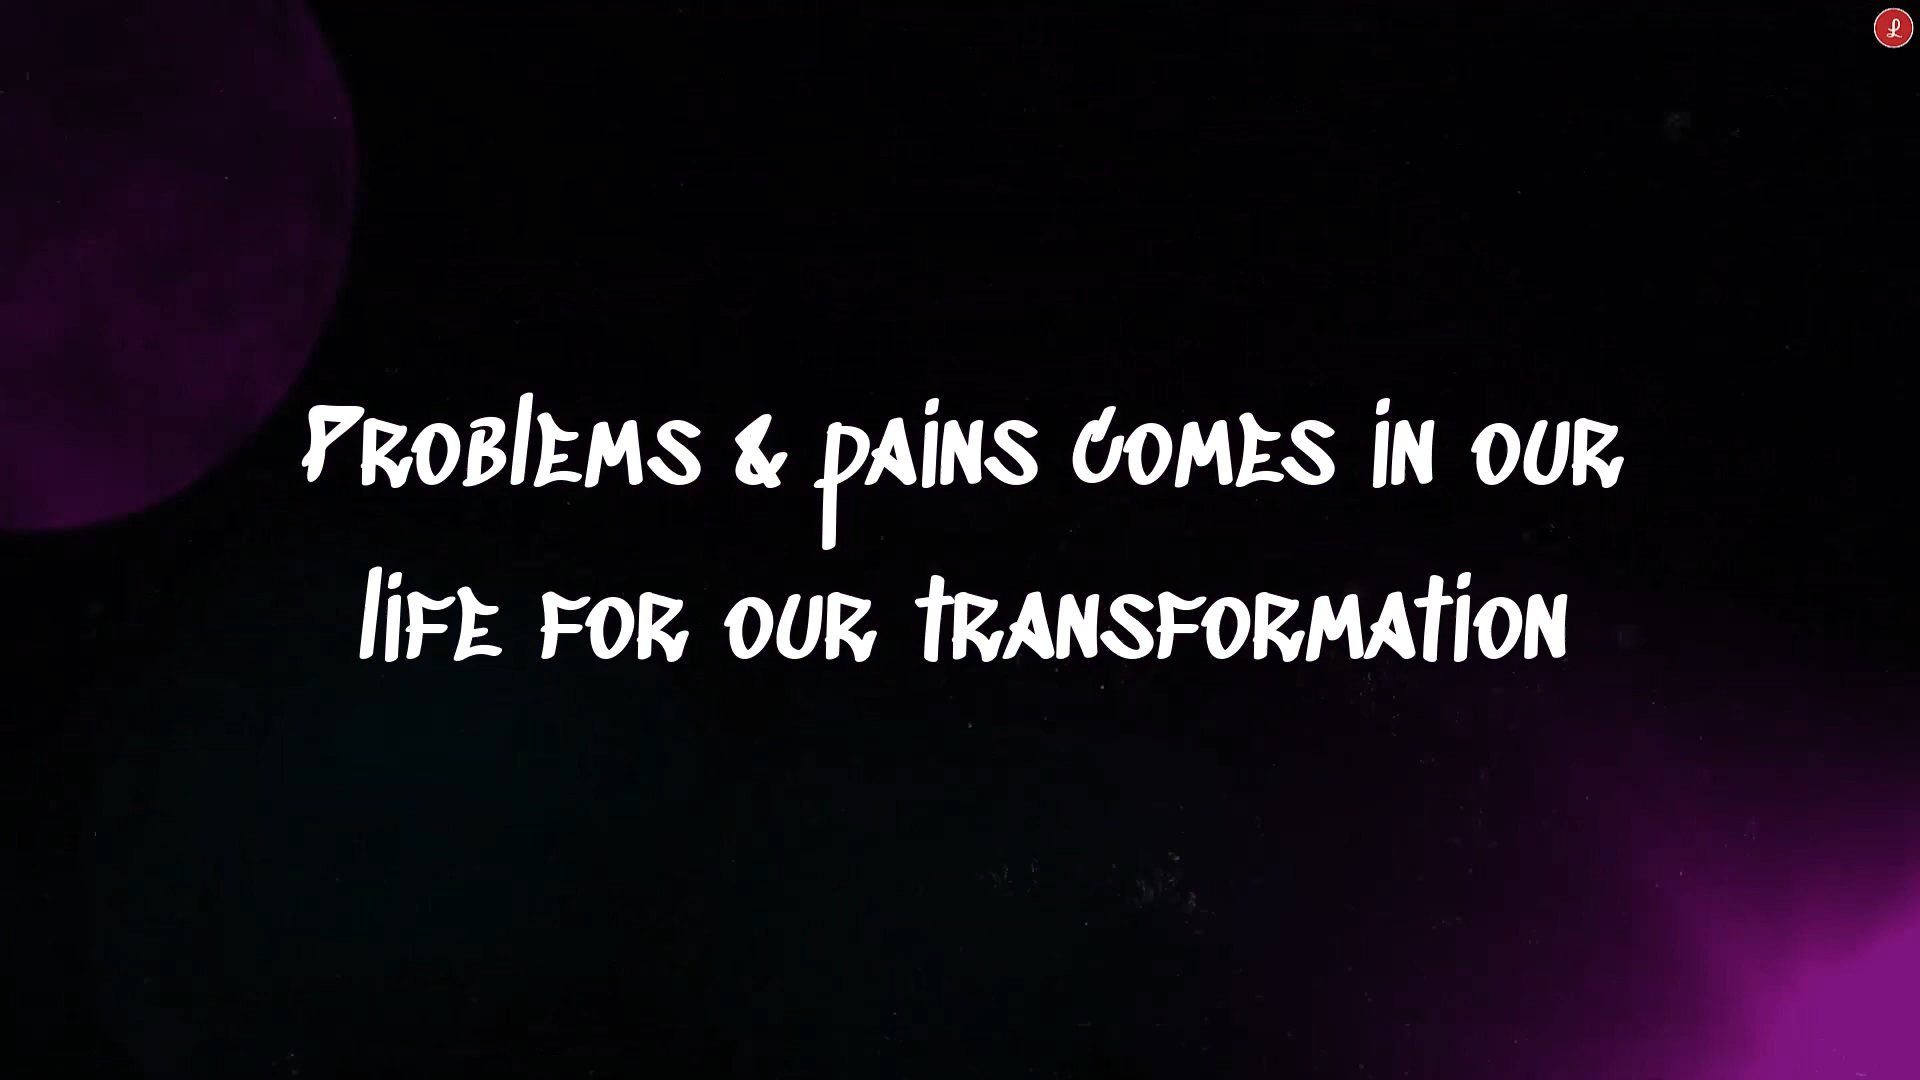 Problems & pains Comes in our
life for our transformation